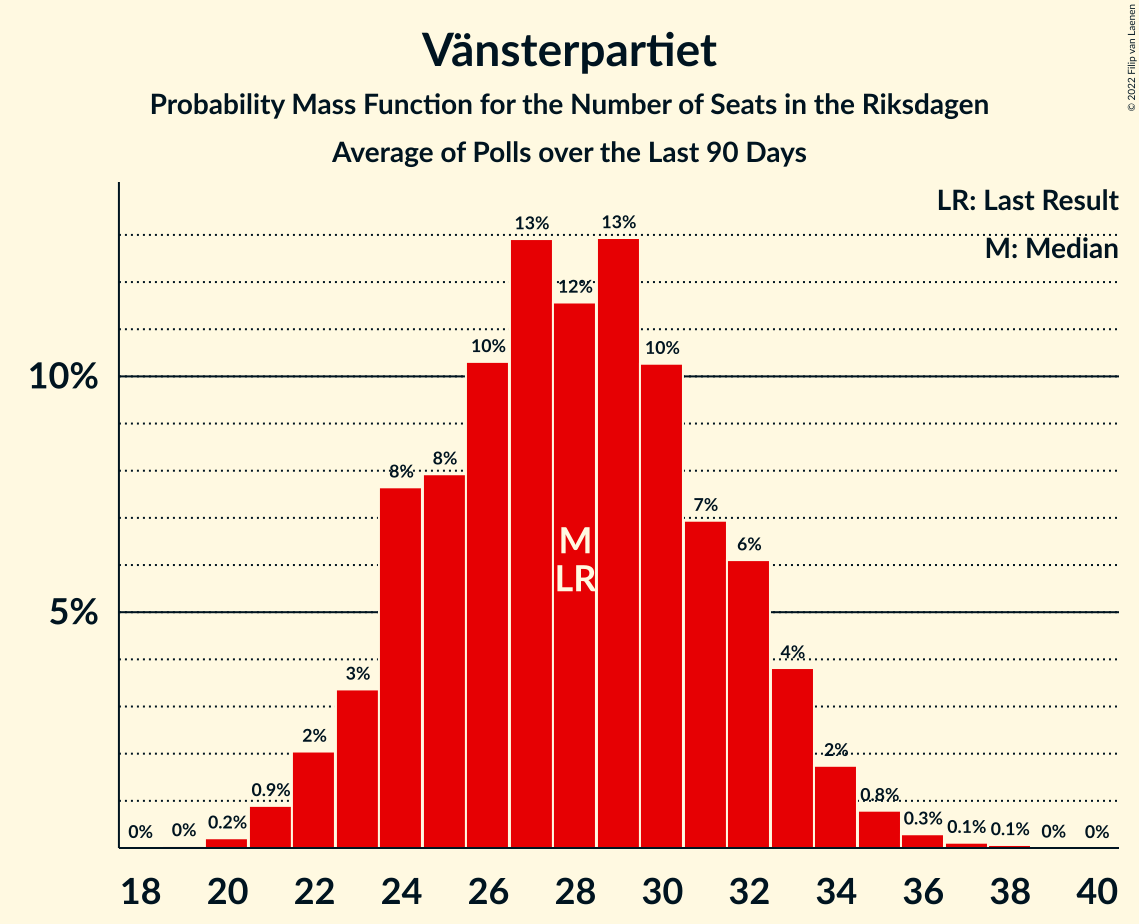 Vänsterpartiet
Probability Mass Function for the Number of Seats in the Riksdagen
Average of Polls over the Last 90 Days
© 2022 Filip van Laenen
LR: Last Result
M: Median
10%
5%
0%
0%
0.2%
0.9%
2%
3%
8%
8%
10%
13%
12%
13%
10%
7%
6%
4%
2%
0.8%
0.3%
0.1%
0.1%
0%
0%
M
LR
18 20 22 24 26 28 30 32 34 36 38 40